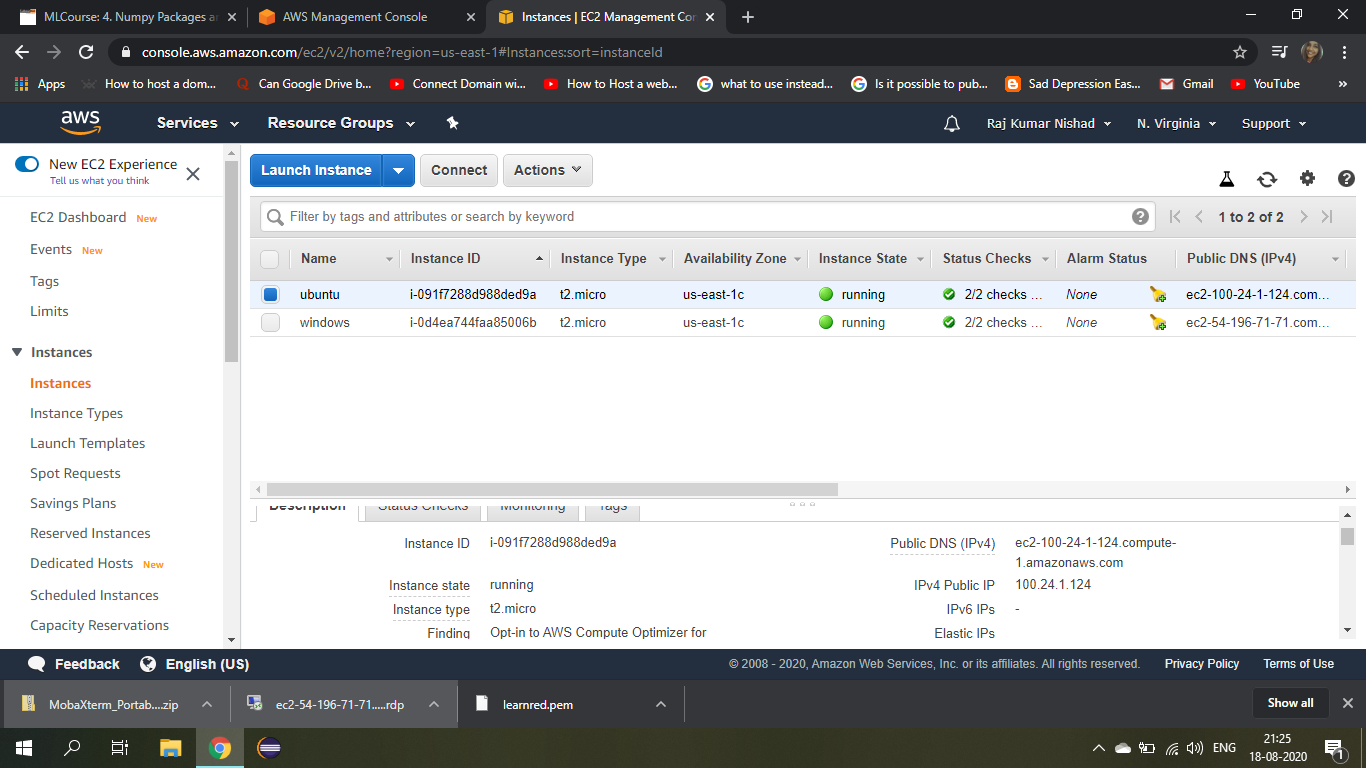 MLCourse: 4. Numpy Packages a
AWS Management Console
Instances | EC2 Management Con
console.aws.amazon.com/ec2/v2/home?region=us-east-1#Instances:sort=instanceId
Apps How to host a dom... Can Google Drive b... Connect Domain wi... How to Host a web... what to use instead... Is it possible to pub... Sad Depression Eas... Gmail YouTube »
aws Services Resource Groups Raj Kumar Nishad N. Virginia Support
New EC2 Experience
Tell us what you think
EC2 Dashboard New
Events New
Tags
Limits
Instances
Instances
Instance Types
Launch Templates
Spot Requests
Savings Plans
Reserved Instances
Dedicated Hosts New
Scheduled Instances
Capacity Reservations
Launch Instance Connect Actions
Filter by tags and attributes or search by keyword
1 to 2 of 2
Name Instance ID Instance Type Availability Zone Instance State Status Checks Alarm Status Public DNS (IPv4)
ubuntu i-091f7288d988ded9a t2.micro us-east-1c running 2/2 checks ... None ec2-100-24-1-124.com...
windows i-0d4ea744faa85006b t2.micro us-east-1c running 2/2 checks ... None ec2-54-196-71-71.com...
Description Status Checks Monitoring Tags
Instance ID i-091f7288d988ded9a
Instance state running
Instance type t2.micro
Finding Opt-in to AWS Compute Optimizer for
Public DNS (IPv4) ec2-100-24-1-124.compute-
1.amazonaws.com
IPv4 Public IP 100.24.1.124
IPv6 IPs -
Elastic IPs
Feedback English (US) © 2008 - 2020, Amazon Web Services, Inc. or its affiliates. All rights reserved. Privacy Policy Terms of Use
MobaXterm_Portab....zip ec2-54-196-71-71.....rdp learnred.pem Show all
ENG
21:25
18-08-2020
1